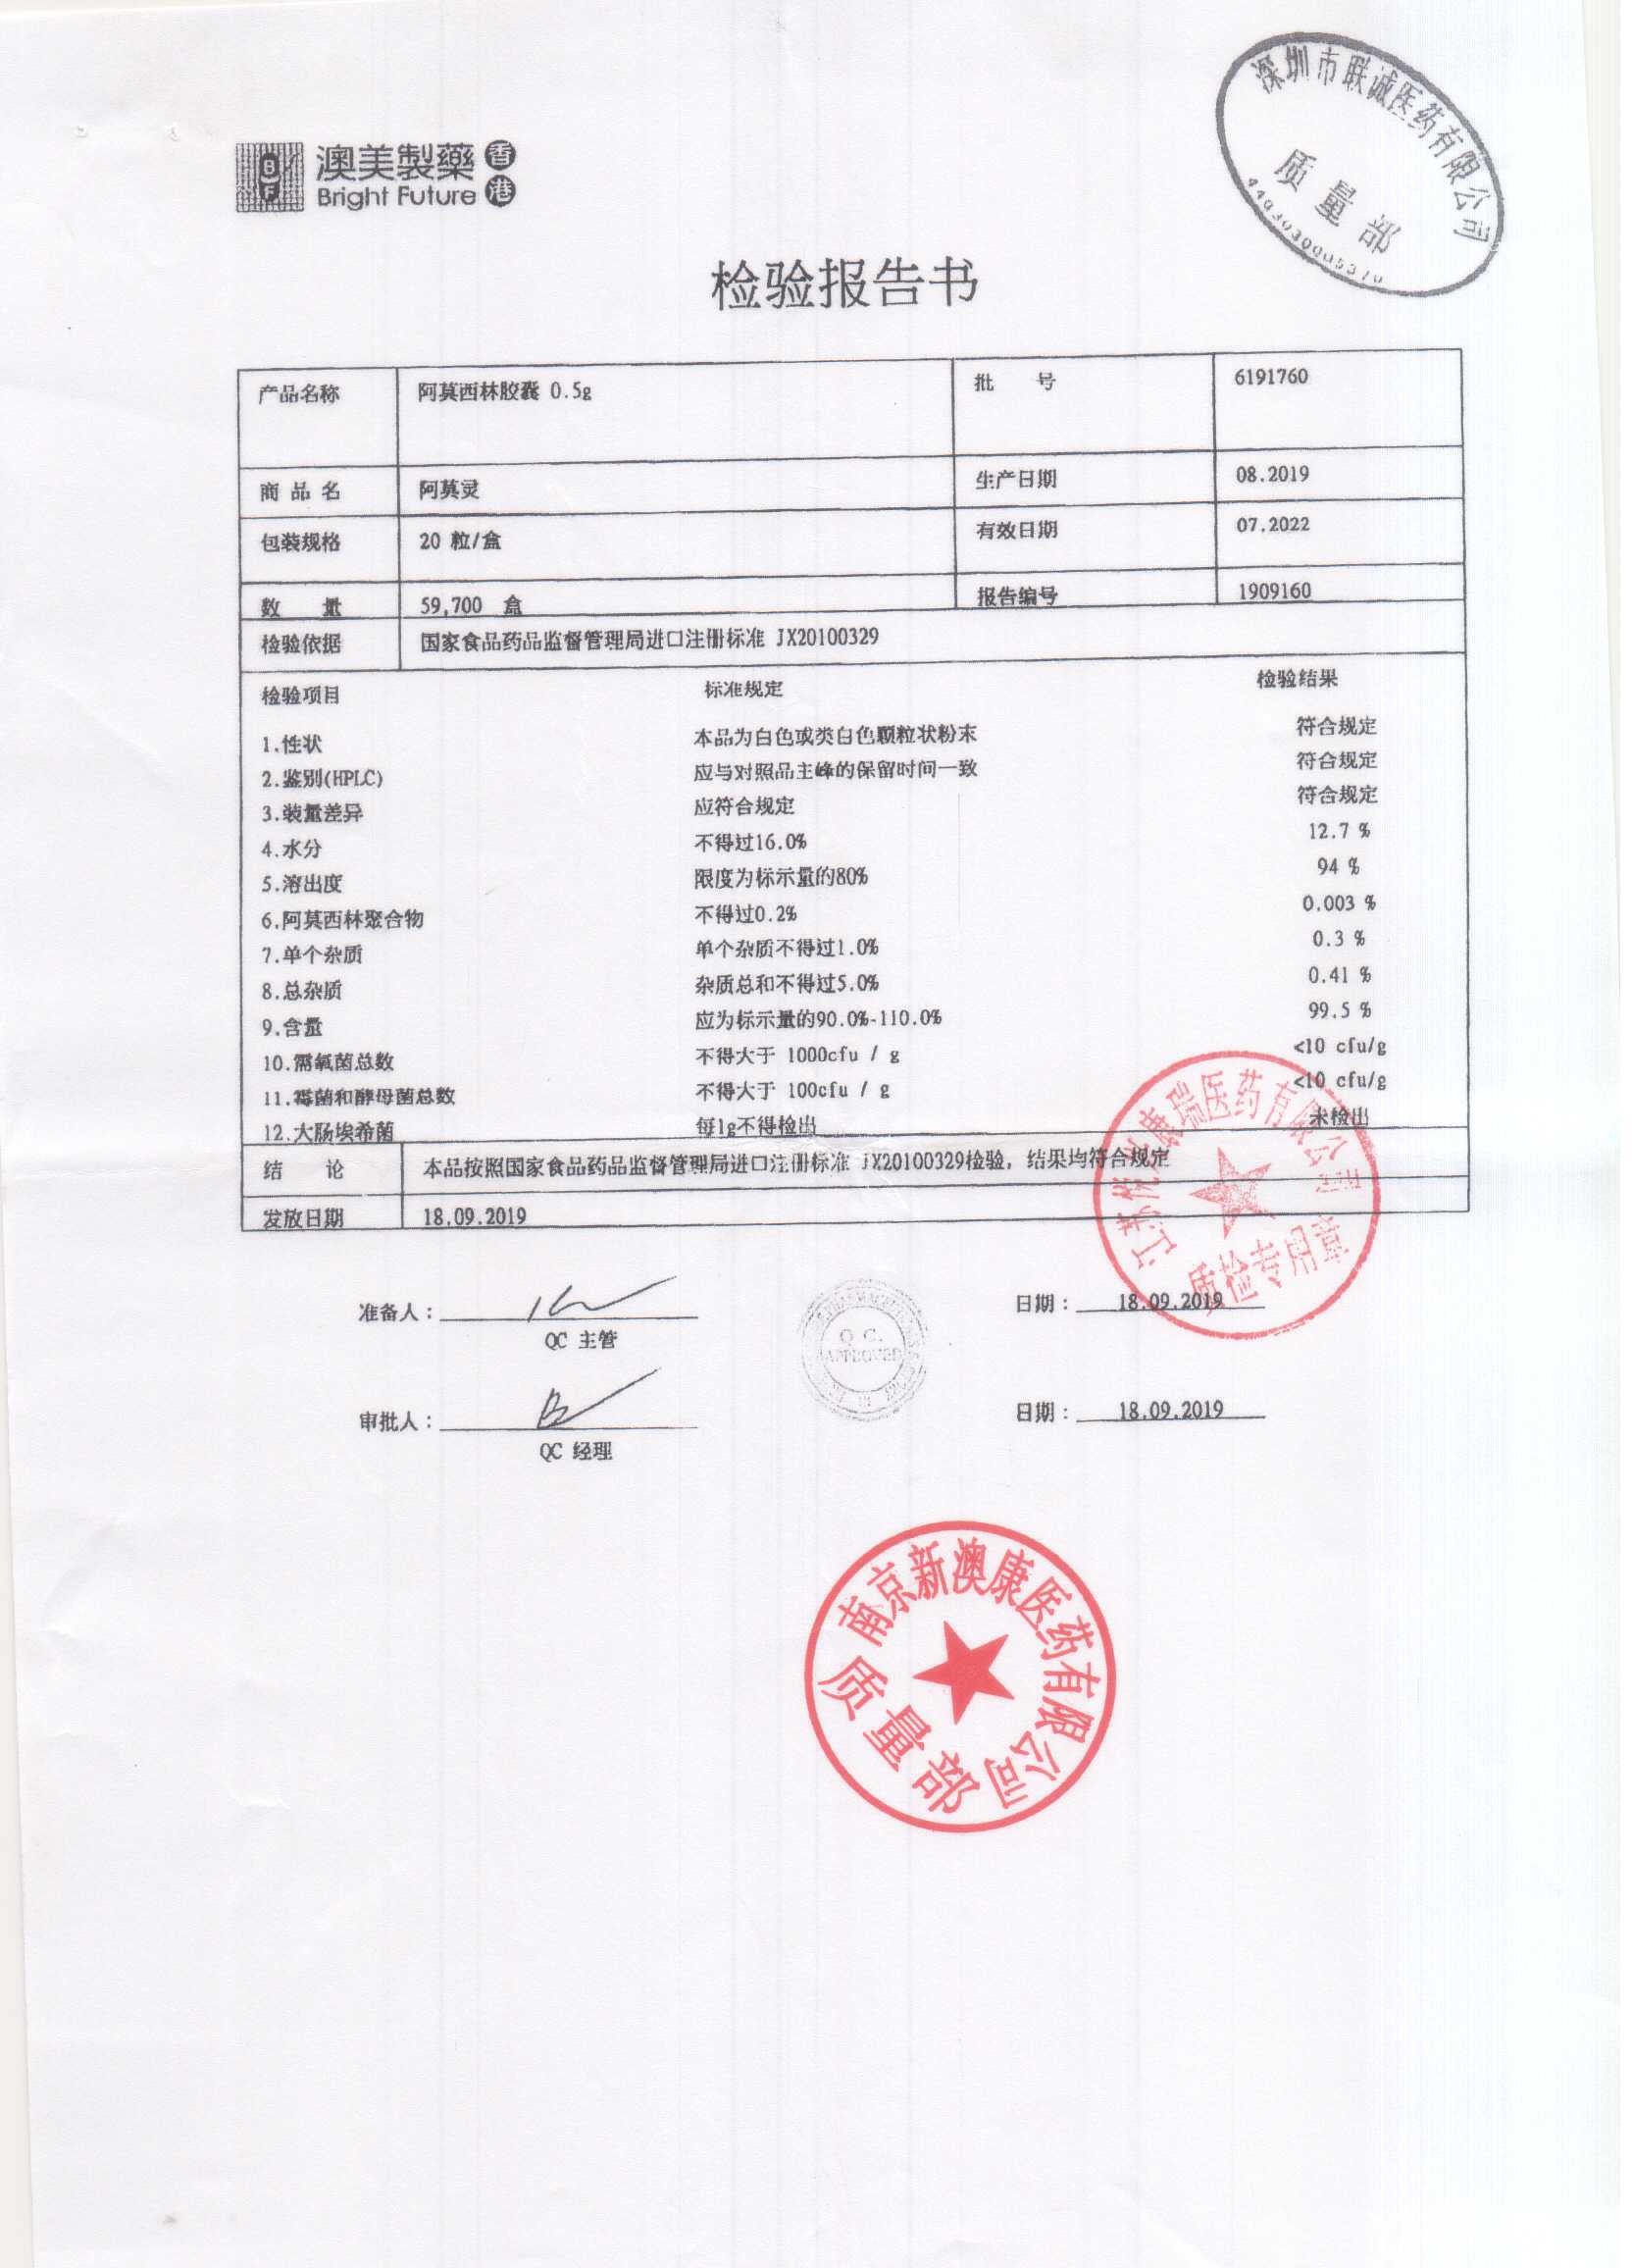 澳美製藥 香港
Bright Future
深圳市联诚医药有限公司
质量部
检验报告书
产品名称 阿莫西林胶囊 0.5g 批 号 6191760
商 品 名 阿莫灵 生产日期 08.2019
包装规格 20 粒/盒 有效日期 07.2022
数 量 59,700 盒 报告编号 1909160
检验依据 国家食品药品监督管理局进口注册标准 JX20100329
检验项目 标准规定 检验结果
1.性状 本品为白色或类白色颗粒状粉末 符合规定
2.鉴别(HPLC) 应与对照品主峰的保留时间一致 符合规定
3.装量差异 应符合规定 符合规定
4.水分 不得过16.0% 12.7 %
5.溶出度 限度为标示量的80% 94 %
6.阿莫西林聚合物 不得过0.2% 0.003 %
7.单个杂质 单个杂质不得过1.0% 0.3 %
8.总杂质 杂质总和不得过5.0% 0.41 %
9.含量 应为标示量的90.0%-110.0% 99.5 %
10.需氧菌总数 不得大于 1000cfu / g <10 cfu/g
11.霉菌和酵母菌总数 不得大于 100cfu / g <10 cfu/g
12.大肠埃希菌 每1g不得检出 未检出
结 论 本品按照国家食品药品监督管理局进口注册标准 JX20100329检验, 结果均符合规定
发放日期 18.09.2019
江苏优康瑞医药有限公司
质检专用章
准备人: 日期: 18.09.2019
QC 主管
Q.C.
APPROVED
审批人: 日期: 18.09.2019
QC 经理
南京新澳康医药有限公司
质量部